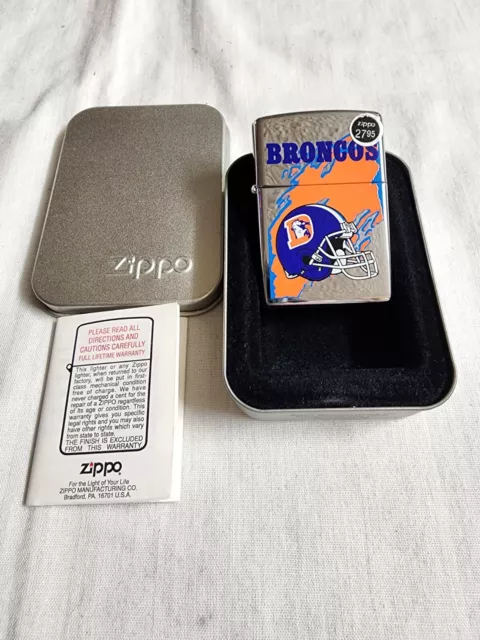 zippo
27⁹⁵
BRONCOS
D
zippo
PLEASE READ ALL
DIRECTIONS AND
CAUTIONS CAREFULLY
FULL LIFETIME WARRANTY
This lighter or any Zippo
lighter, when returned to our
factory, will be put in first
class mechanical condition
free of charge. We have
never charged a cent for the
repair of a ZIPPO regardless
of its age or condition. This
warranty gives you specific
legal rights and you may also
have other rights which vary
from state to state.
THE FINISH IS EXCLUDED
FROM THIS WARRANTY.
zippo
For the Light of Your Life
ZIPPO MANUFACTURING CO.
Bradford, PA. 16701 U.S.A.